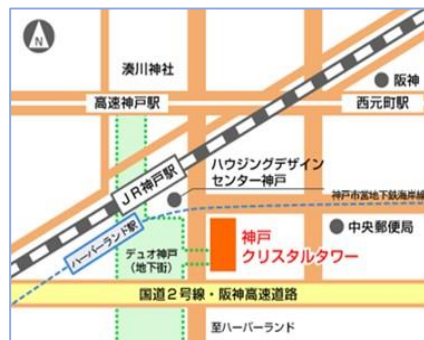 N
湊川神社
阪神
高速神戸駅
西元町駅
JR神戸駅
ハウジングデザイン
センター神戸
神戸市営地下鉄海岸線
ハーバーランド駅
中央郵便局
デュオ神戸
(地下街)
神戸
クリスタルタワー
国道2号線・阪神高速道路
至ハーバーランド